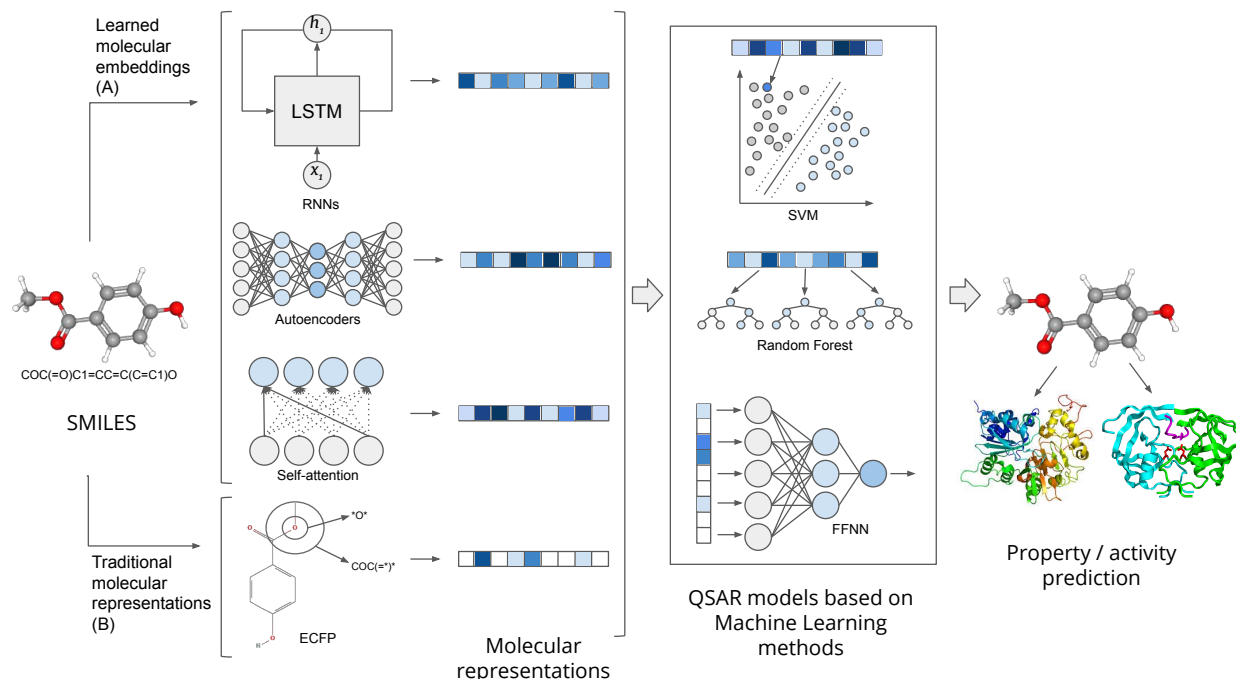 Learned
molecular
embeddings
(A)
h1
LSTM
x1
RNNs
Autoencoders
Self-attention
COC(=O)C1=CC=C(C=C1)O
SMILES
Traditional
molecular
representations
(B)
O
O
*O*
COC(=*)*
H
O
ECFP
Molecular
representations
SVM
Random Forest
FFNN
QSAR models based on
Machine Learning
methods
Property / activity
prediction